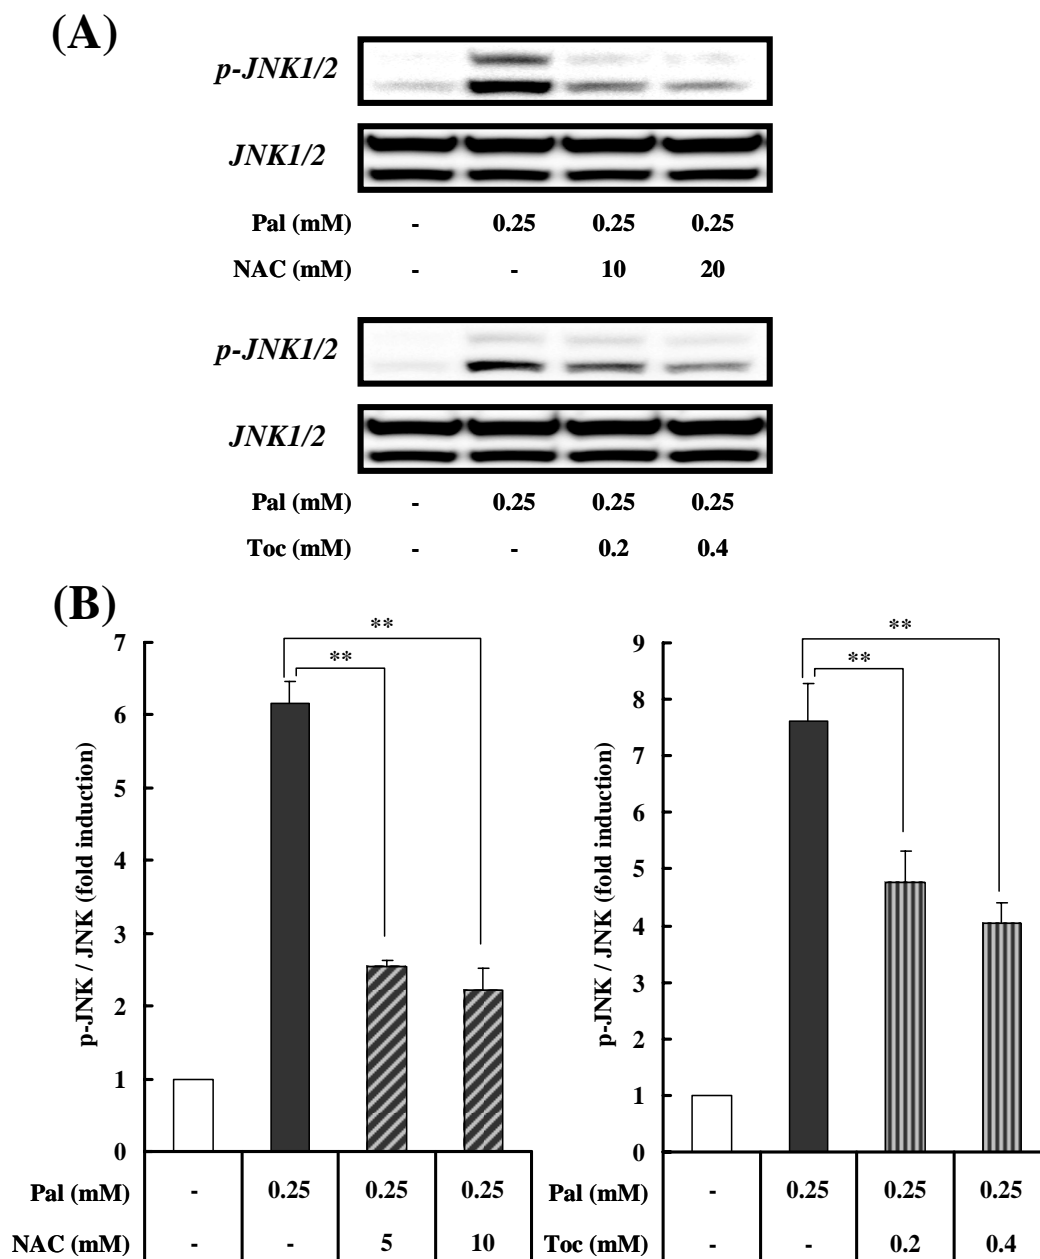 (A)
p-JNK1/2
JNK1/2
Pal (mM) - 0.25 0.25 0.25
NAC (mM) - - 10 20
p-JNK1/2
JNK1/2
Pal (mM) - 0.25 0.25 0.25
Toc (mM) - - 0.2 0.4
(B)
p-JNK / JNK (fold induction)
7
6
5
4
3
2
1
0
**
**
Pal (mM) - 0.25 0.25 0.25
NAC (mM) - - 5 10
p-JNK / JNK (fold induction)
9
8
7
6
5
4
3
2
1
0
**
**
Pal (mM) - 0.25 0.25 0.25
Toc (mM) - - 0.2 0.4